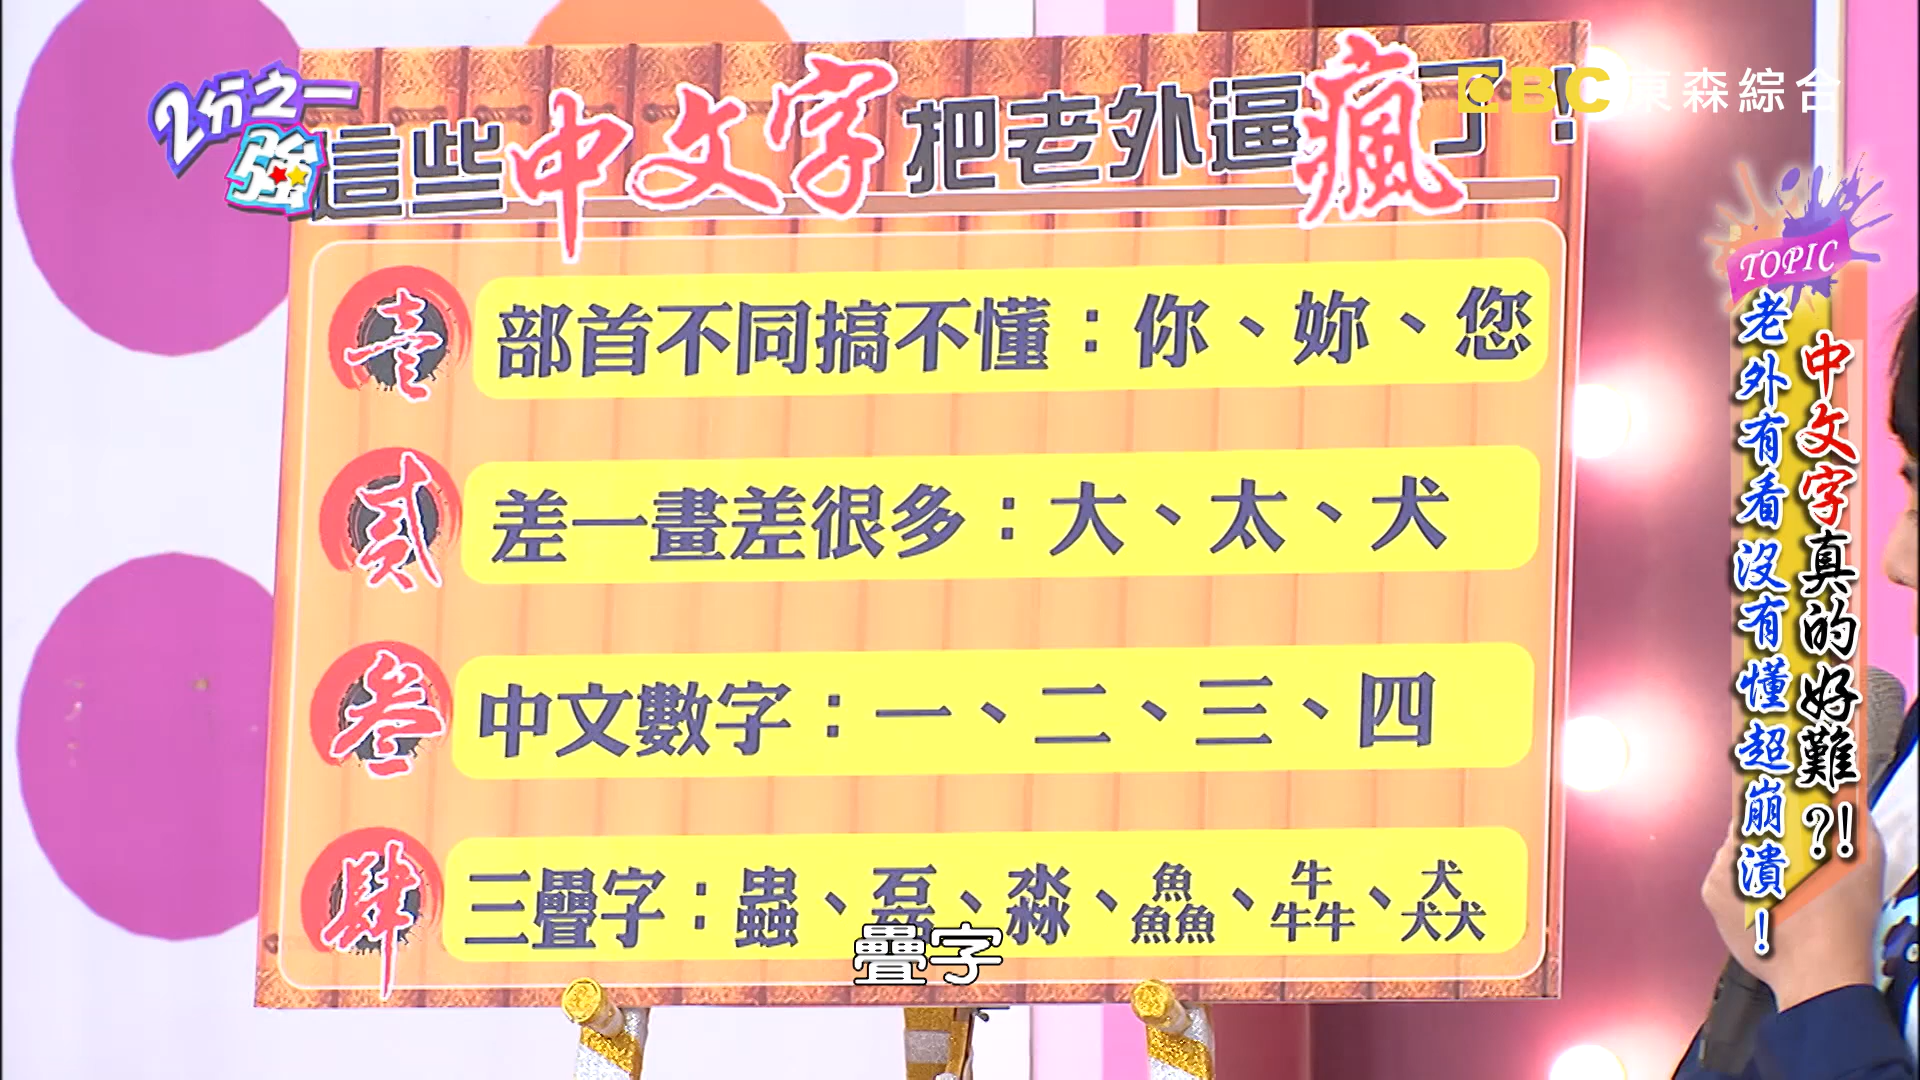 2分之一強
EBC 東森綜合
這些中文字把老外逼瘋了！
壹 部首不同搞不懂：你、妳、您
貳 差一畫差很多：大、太、犬
叁 中文數字：一、二、三、四
肆 三疊字：蟲、磊、淼、鱻、犇、猋
疊字
TOPIC
中文字真的好難?!
老外有看沒有懂超崩潰！